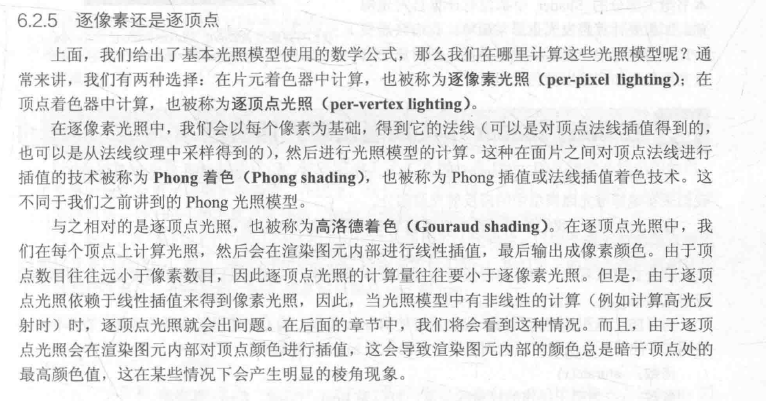 6.2.5 逐像素还是逐顶点
上面，我们给出了基本光照模型使用的数学公式，那么我们在哪里计算这些光照模型呢？通
常来讲，我们有两种选择：在片元着色器中计算，也被称为逐像素光照（per-pixel lighting）；在
顶点着色器中计算，也被称为逐顶点光照（per-vertex lighting）。
在逐像素光照中，我们会以每个像素为基础，得到它的法线（可以是对顶点法线插值得到的，
也可以是从法线纹理中采样得到的），然后进行光照模型的计算。这种在面片之间对顶点法线进行
插值的技术被称为 Phong 着色（Phong shading），也被称为 Phong 插值或法线插值着色技术。这
不同于我们之前讲到的 Phong 光照模型。
与之相对的是逐顶点光照，也被称为高洛德着色（Gouraud shading）。在逐顶点光照中，我
们在每个顶点上计算光照，然后会在渲染图元内部进行线性插值，最后输出成像素颜色。由于顶
点数目往往远小于像素数目，因此逐顶点光照的计算量往往要小于逐像素光照。但是，由于逐顶
点光照依赖于线性插值来得到像素光照，因此，当光照模型中有非线性的计算（例如计算高光反
射时）时，逐顶点光照就会出问题。在后面的章节中，我们将会看到这种情况。而且，由于逐顶
点光照会在渲染图元内部对顶点颜色进行插值，这会导致渲染图元内部的颜色总是暗于顶点处的
最高颜色值，这在某些情况下会产生明显的棱角现象。